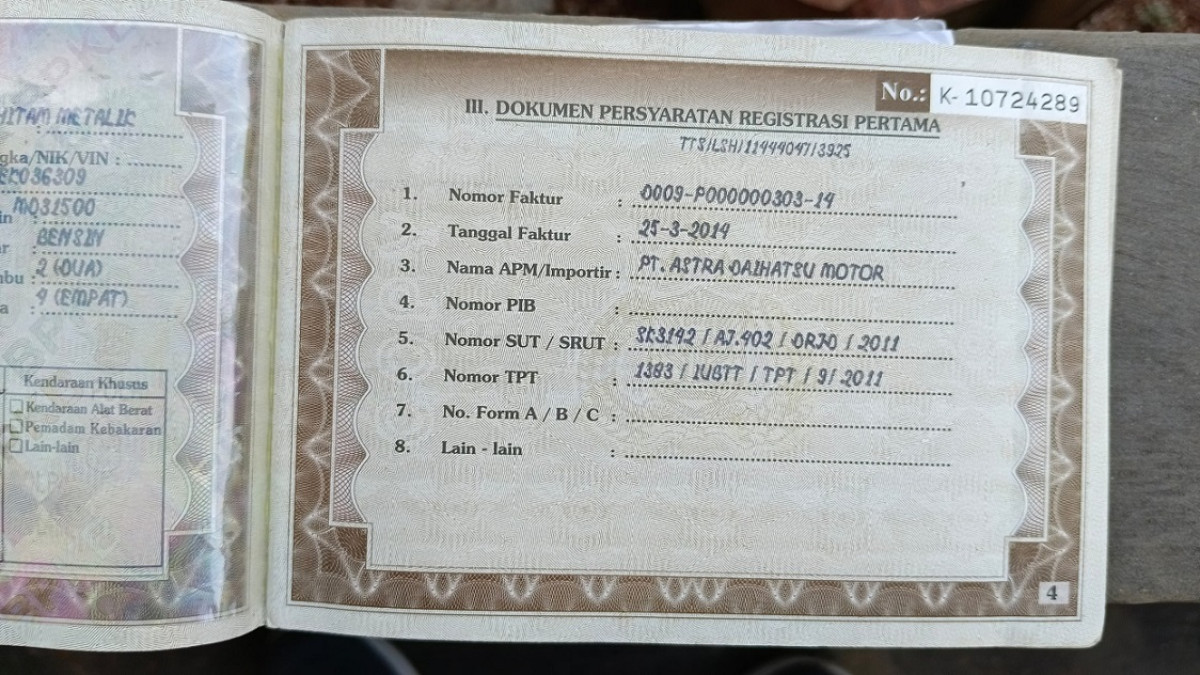 HITAM METALIK
gka/NIK/VIN :
036309
in M031500
BENSIN
bu : 2 (DUA)
a : 4 (EMPAT)
Kendaraan Khusus
Kendaraan Alat Berat
Pemadam Kebakaran
Lain-lain
No.: K- 10724289
III. DOKUMEN PERSYARATAN REGISTRASI PERTAMA
TTS/LSH/11444047/3925
1. Nomor Faktur : 0009-P000000303-14
2. Tanggal Faktur : 25-3-2014
3. Nama APM/Importir : PT. ASTRA DAIHATSU MOTOR
4. Nomor PIB :
5. Nomor SUT / SRUT : SK3142 / AJ.402 / DRJD / 2011
6. Nomor TPT : 1383 / IUBTT / TPT / 9/ 2011
7. No. Form A / B / C :
8. Lain - lain :
4